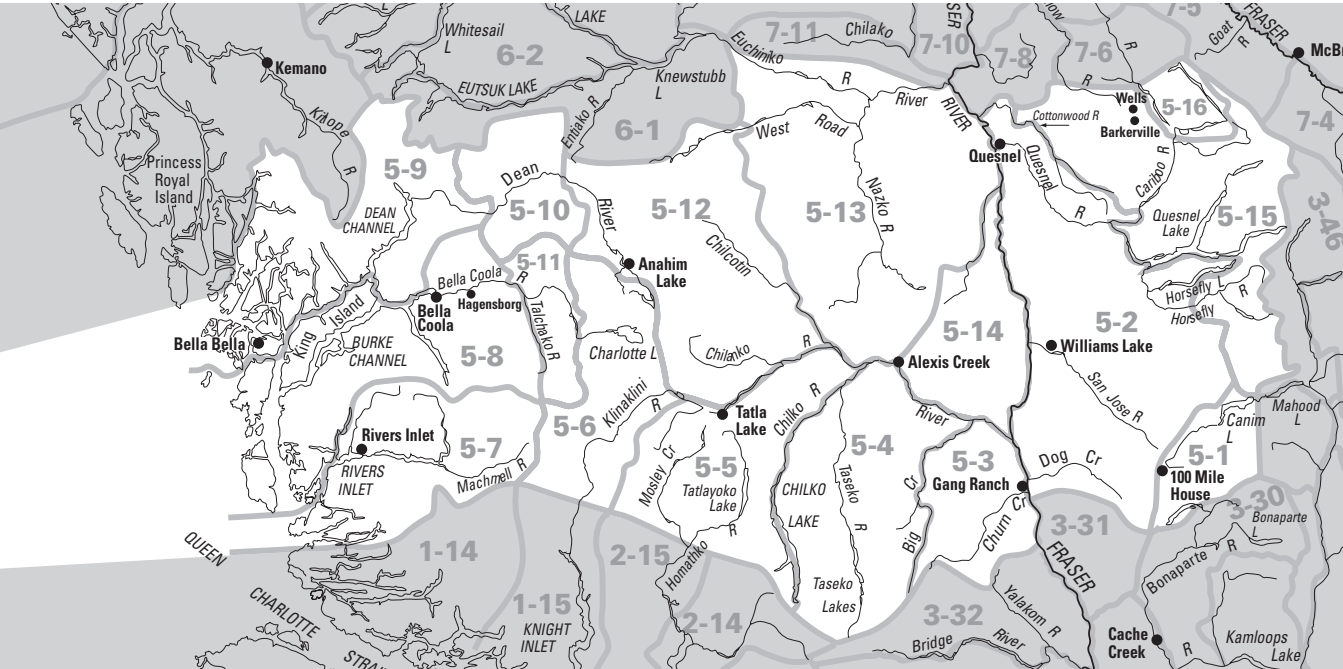 Whitesail
L
LAKE
L
6-2
EUTSUK LAKE
Kemano
Kitlope
R
Princess
Royal
Island
Entiako R
6-1
Knewstubb
L
7-11
Chilako
Euchiniko
R
River
7-10
7-8
7-6
R
R
7-5
Goat
R
FRASER
7-4
3-46
RIVER
West
Road
Wells
Barkerville
5-16
Cottonwood R
Quesnel
Quesnel
R
Cariboo R
Quesnel
Lake
5-15
5-9
DEAN
CHANNEL
Dean
River
5-10
5-11
5-12
5-13
Nazko R
Chilcotin
Anahim
Lake
Bella Coola
R
Hagensborg
Bella
Coola
Talchako R
King
Island
BURKE
CHANNEL
Bella Bella
5-8
Charlotte L
Chilanko
R
5-14
Alexis Creek
5-2
Williams Lake
Horsefly
R
Horsefly
San Jose R
Canim
L
Mahood
L
5-1
100 Mile
House
Klinaklini
R
5-6
Tatla
Lake
Chilko
R
River
Rivers Inlet
RIVERS
INLET
5-7
Machmell R
Mosley Cr
5-5
Tatlayoko
Lake
R
Homathko
CHILKO
LAKE
Taseko
R
5-4
Taseko
Lakes
Big
Cr
5-3
Gang Ranch
Dog Cr
Churn Cr
3-31
3-30
Bonaparte
L
Bonaparte
R
FRASER
QUEEN
CHARLOTTE
1-14
1-15
KNIGHT
INLET
2-15
2-14
3-32
Bridge
River
Yalakom R
Cache
Creek
R
Kamloops
Lake